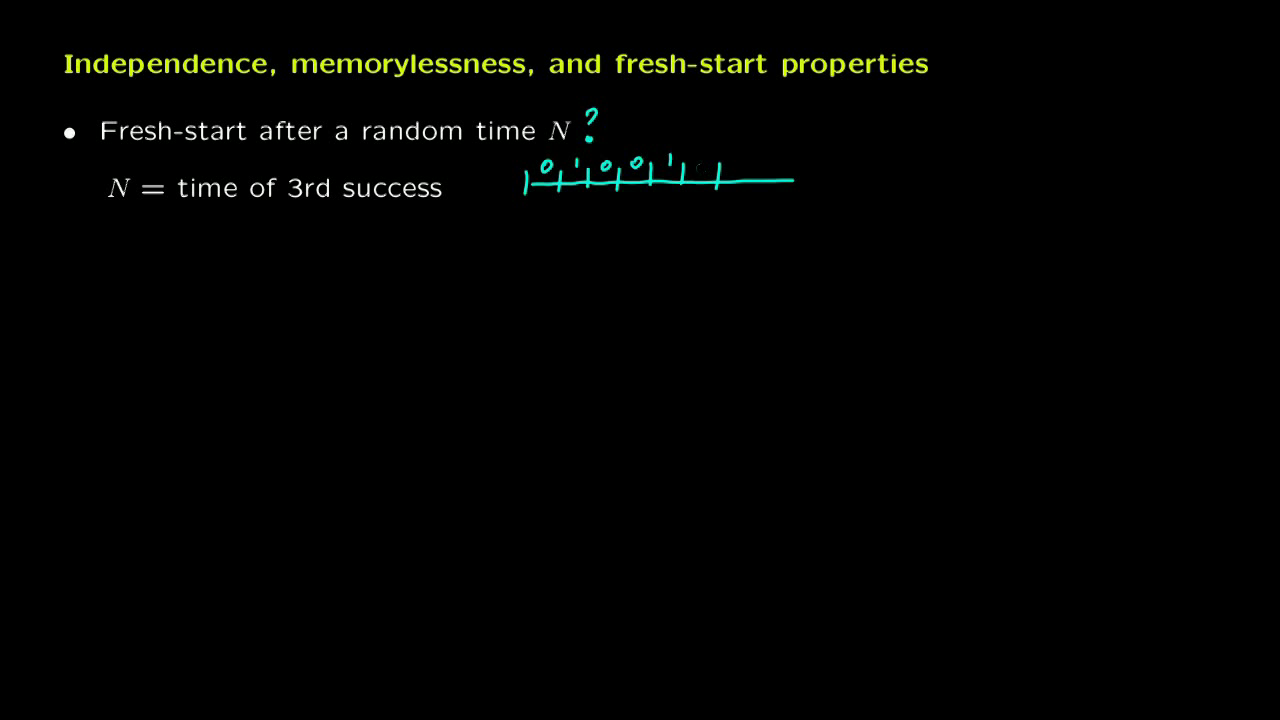 Independence, memorylessness, and fresh-start properties
• Fresh-start after a random time N ?
0 1 0 0 1
N = time of 3rd success